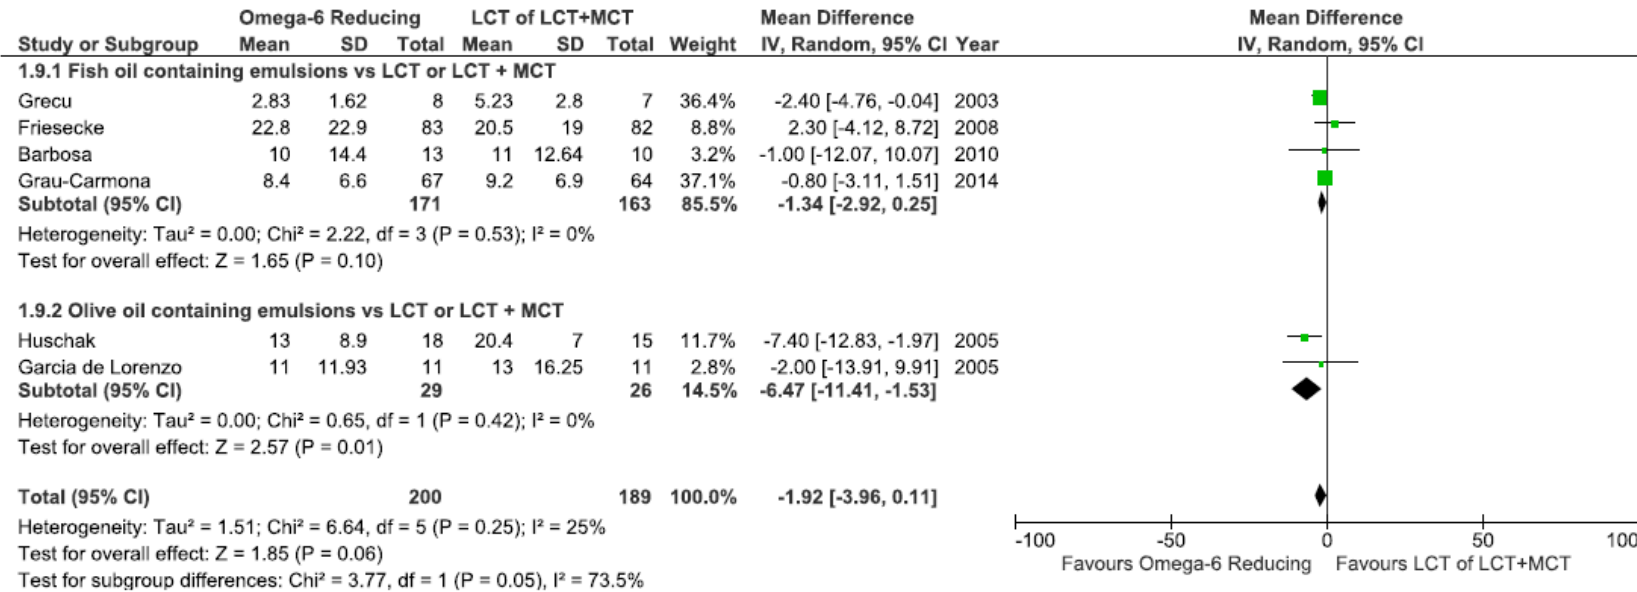 Omega-6 Reducing LCT of LCT+MCT Mean Difference Mean Difference
Study or Subgroup Mean SD Total Mean SD Total Weight IV, Random, 95% CI Year IV, Random, 95% CI
1.9.1 Fish oil containing emulsions vs LCT or LCT + MCT
Grecu 2.83 1.62 8 5.23 2.8 7 36.4% -2.40 [-4.76, -0.04] 2003
Friesecke 22.8 22.9 83 20.5 19 82 8.8% 2.30 [-4.12, 8.72] 2008
Barbosa 10 14.4 13 11 12.64 10 3.2% -1.00 [-12.07, 10.07] 2010
Grau-Carmona 8.4 6.6 67 9.2 6.9 64 37.1% -0.80 [-3.11, 1.51] 2014
Subtotal (95% CI) 171 163 85.5% -1.34 [-2.92, 0.25]
Heterogeneity: Tau² = 0.00; Chi² = 2.22, df = 3 (P = 0.53); I² = 0%
Test for overall effect: Z = 1.65 (P = 0.10)
1.9.2 Olive oil containing emulsions vs LCT or LCT + MCT
Huschak 13 8.9 18 20.4 7 15 11.7% -7.40 [-12.83, -1.97] 2005
Garcia de Lorenzo 11 11.93 11 13 16.25 11 2.8% -2.00 [-13.91, 9.91] 2005
Subtotal (95% CI) 29 26 14.5% -6.47 [-11.41, -1.53]
Heterogeneity: Tau² = 0.00; Chi² = 0.65, df = 1 (P = 0.42); I² = 0%
Test for overall effect: Z = 2.57 (P = 0.01)
Total (95% CI) 200 189 100.0% -1.92 [-3.96, 0.11]
Heterogeneity: Tau² = 1.51; Chi² = 6.64, df = 5 (P = 0.25); I² = 25%
Test for overall effect: Z = 1.85 (P = 0.06)
Test for subgroup differences: Chi² = 3.77, df = 1 (P = 0.05), I² = 73.5%
-100 -50 0 50 100
Favours Omega-6 Reducing Favours LCT of LCT+MCT